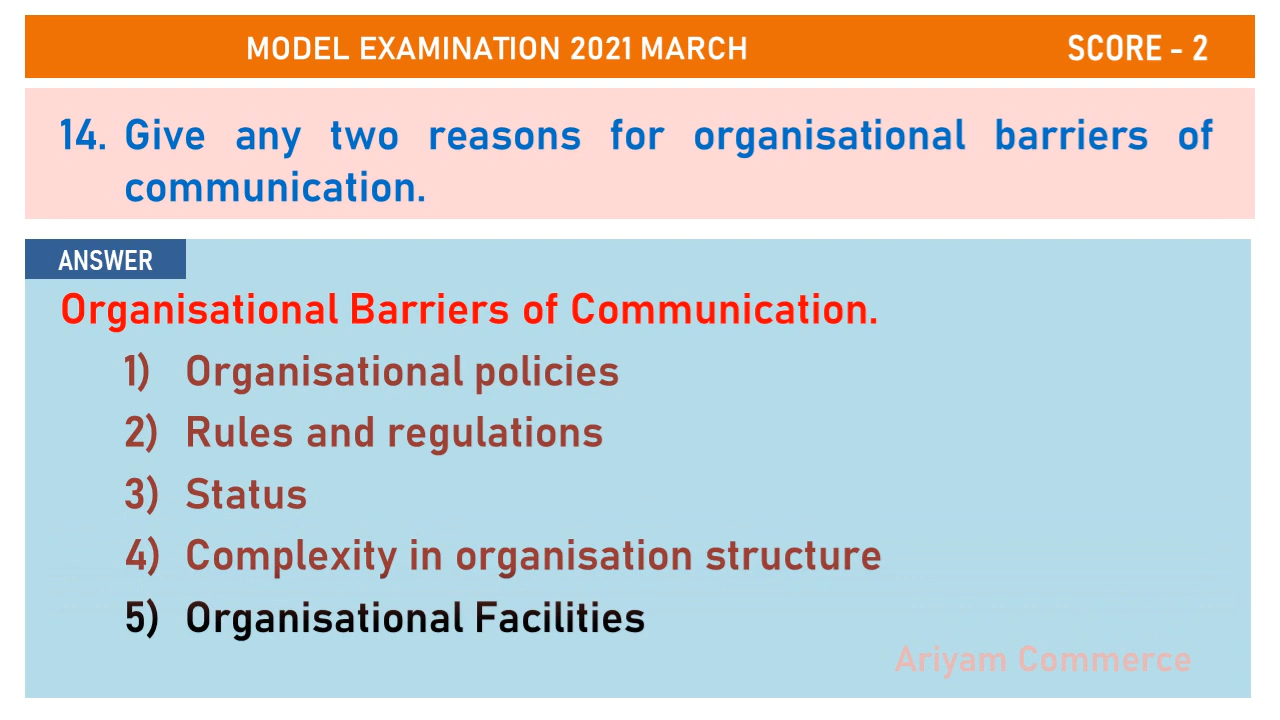 MODEL EXAMINATION 2021 MARCH SCORE - 2
14. Give any two reasons for organisational barriers of
communication.
ANSWER
Organisational Barriers of Communication.
1) Organisational policies
2) Rules and regulations
3) Status
4) Complexity in organisation structure
5) Organisational Facilities
Ariyam Commerce